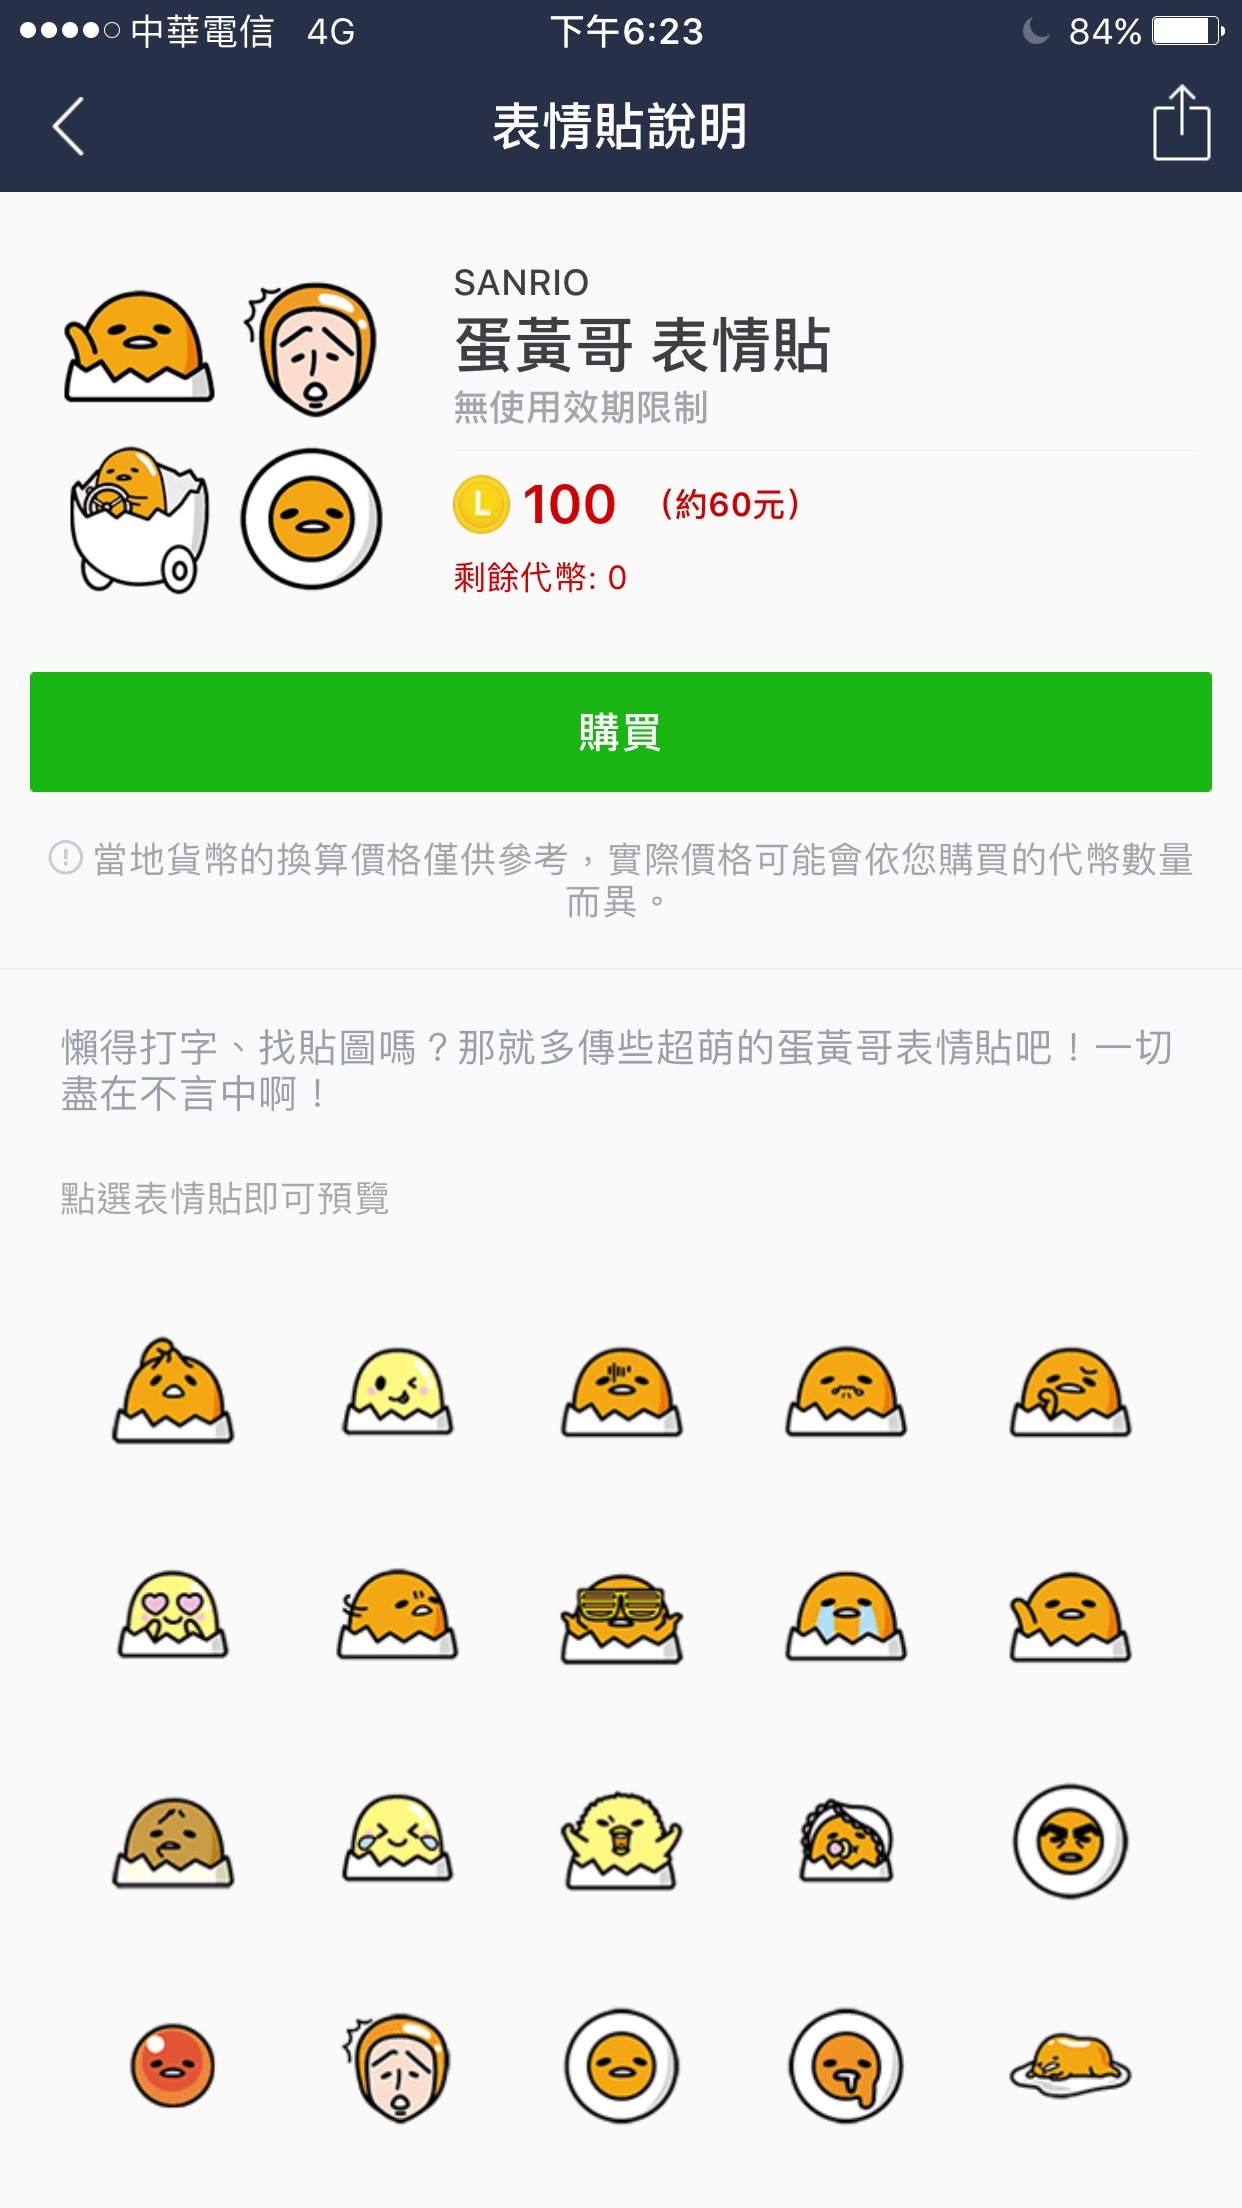 中華電信 4G 下午6:23 84%
表情貼說明
SANRIO
蛋黃哥 表情貼
無使用效期限制
L 100 (約60元)
剩餘代幣: 0
購買
當地貨幣的換算價格僅供參考，實際價格可能會依您購買的代幣數量
而異。
懶得打字、找貼圖嗎？那就多傳些超萌的蛋黃哥表情貼吧！一切
盡在不言中啊！
點選表情貼即可預覽